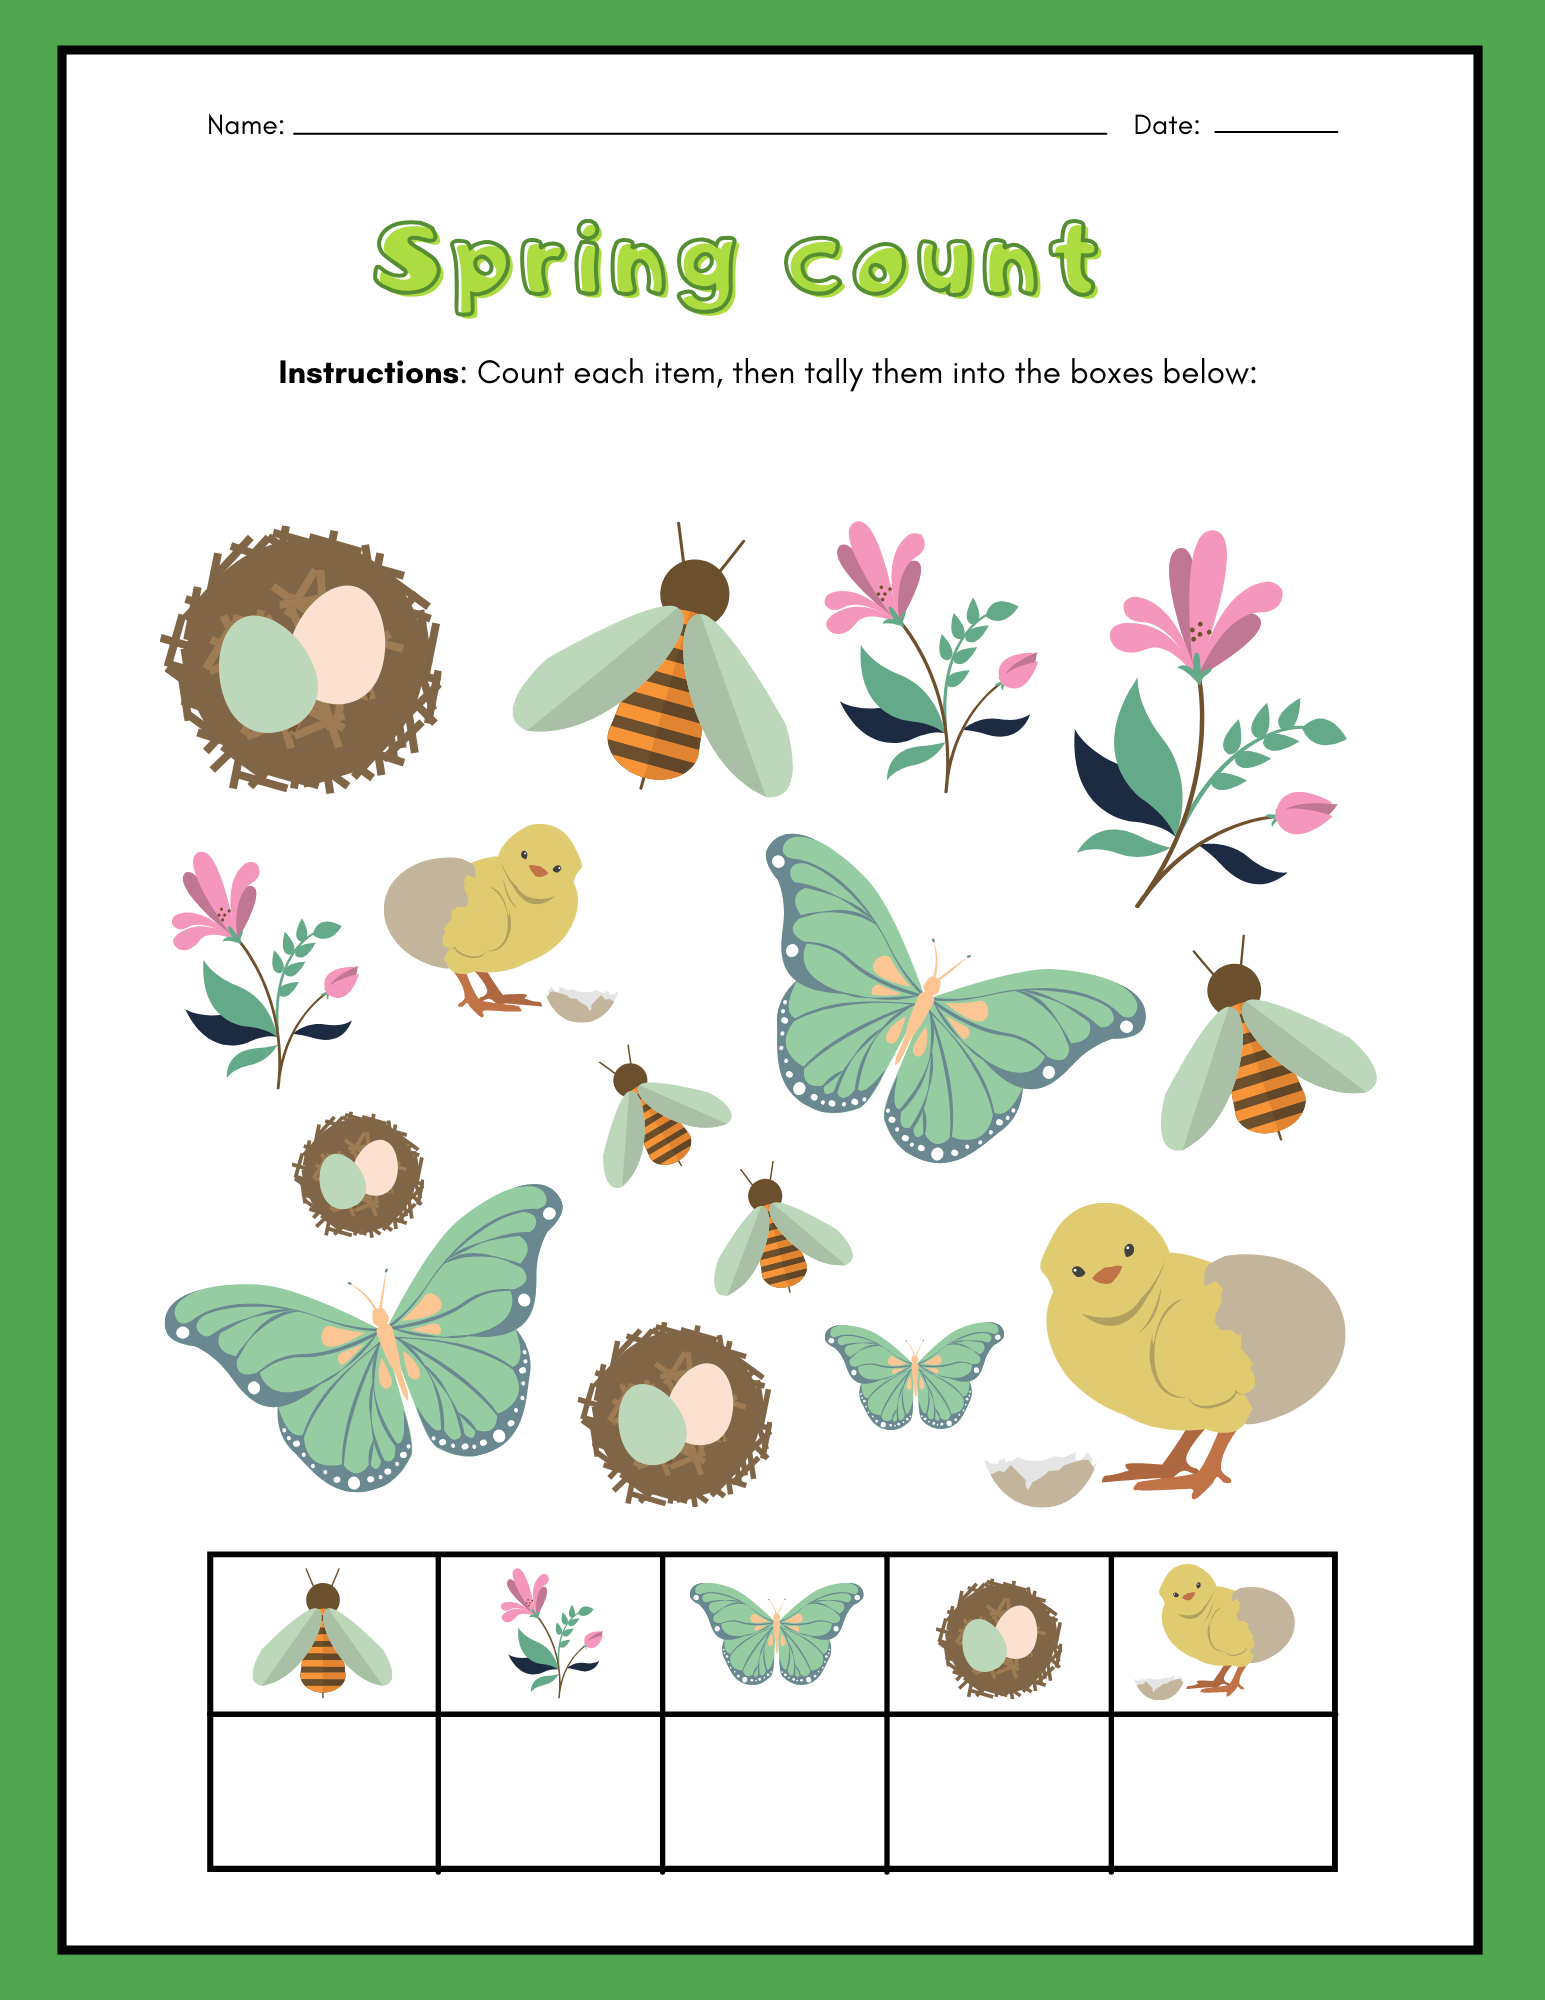 Name: Date:
Spring count
Instructions: Count each item, then tally them into the boxes below: